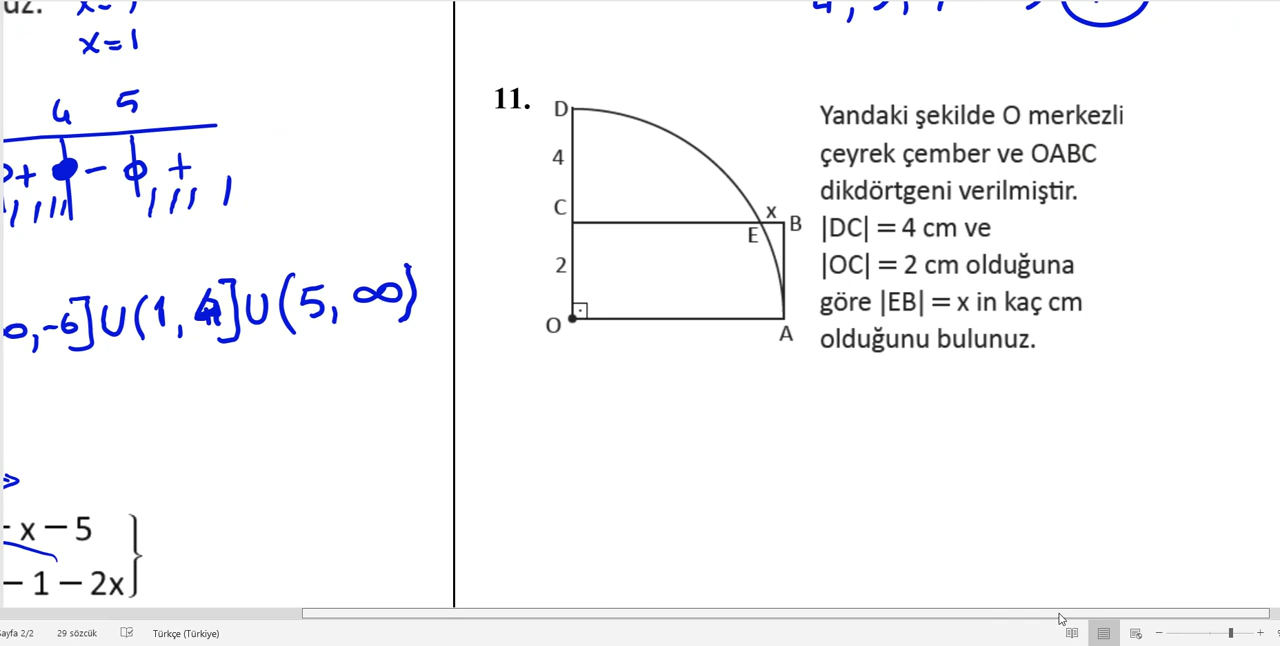 uz.
x=1
4 5
+ - +
,-6]U(1,4]U(5,∞)
- x - 5
- 1 - 2x
11.
D
4
C
x
B
E
2
O
A
Yandaki şekilde O merkezli
çeyrek çember ve OABC
dikdörtgeni verilmiştir.
|DC| = 4 cm ve
|OC| = 2 cm olduğuna
göre |EB| = x in kaç cm
olduğunu bulunuz.
Sayfa 2/2 29 sözcük Türkçe (Türkiye)